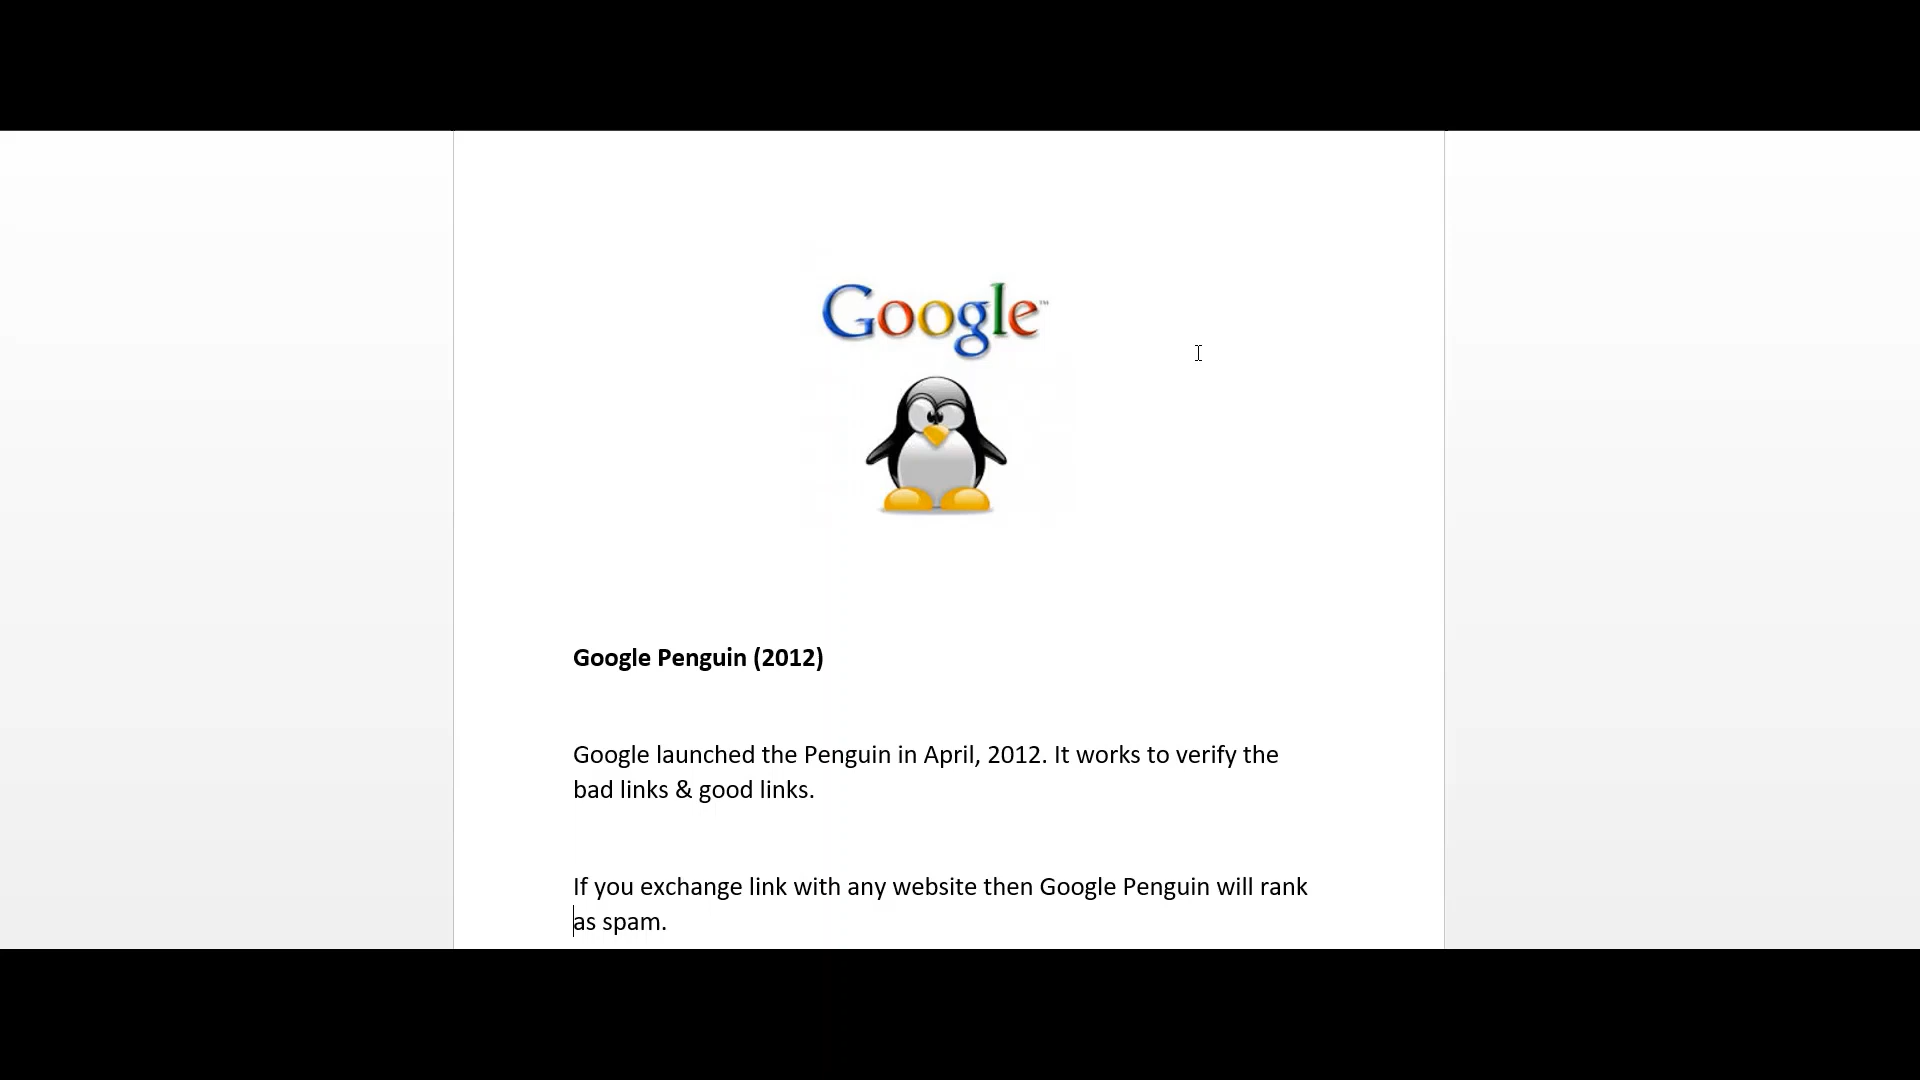 Google™
Google Penguin (2012)
Google launched the Penguin in April, 2012. It works to verify the
bad links & good links.
If you exchange link with any website then Google Penguin will rank
as spam.